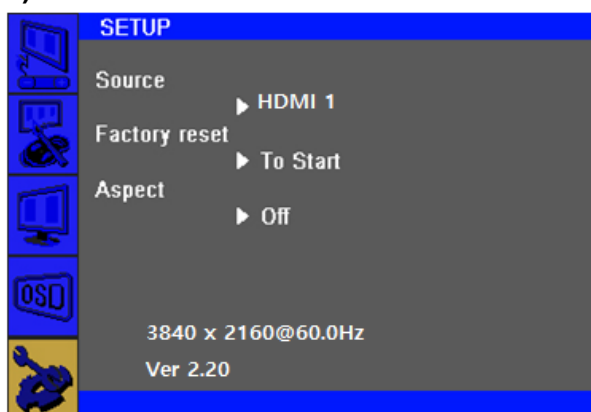 SETUP
Source
HDMI 1
Factory reset
To Start
Aspect
Off
OSD
3840 x 2160@60.0Hz
Ver 2.20